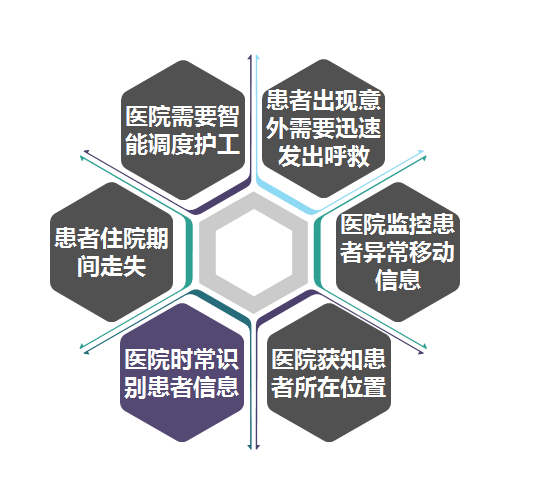 医院需要智
能调度护工
患者出现意
外需要迅速
发出呼救
患者住院期
间走失
医院监控患
者异常移动
信息
医院时常识
别患者信息
医院获知患
者所在位置